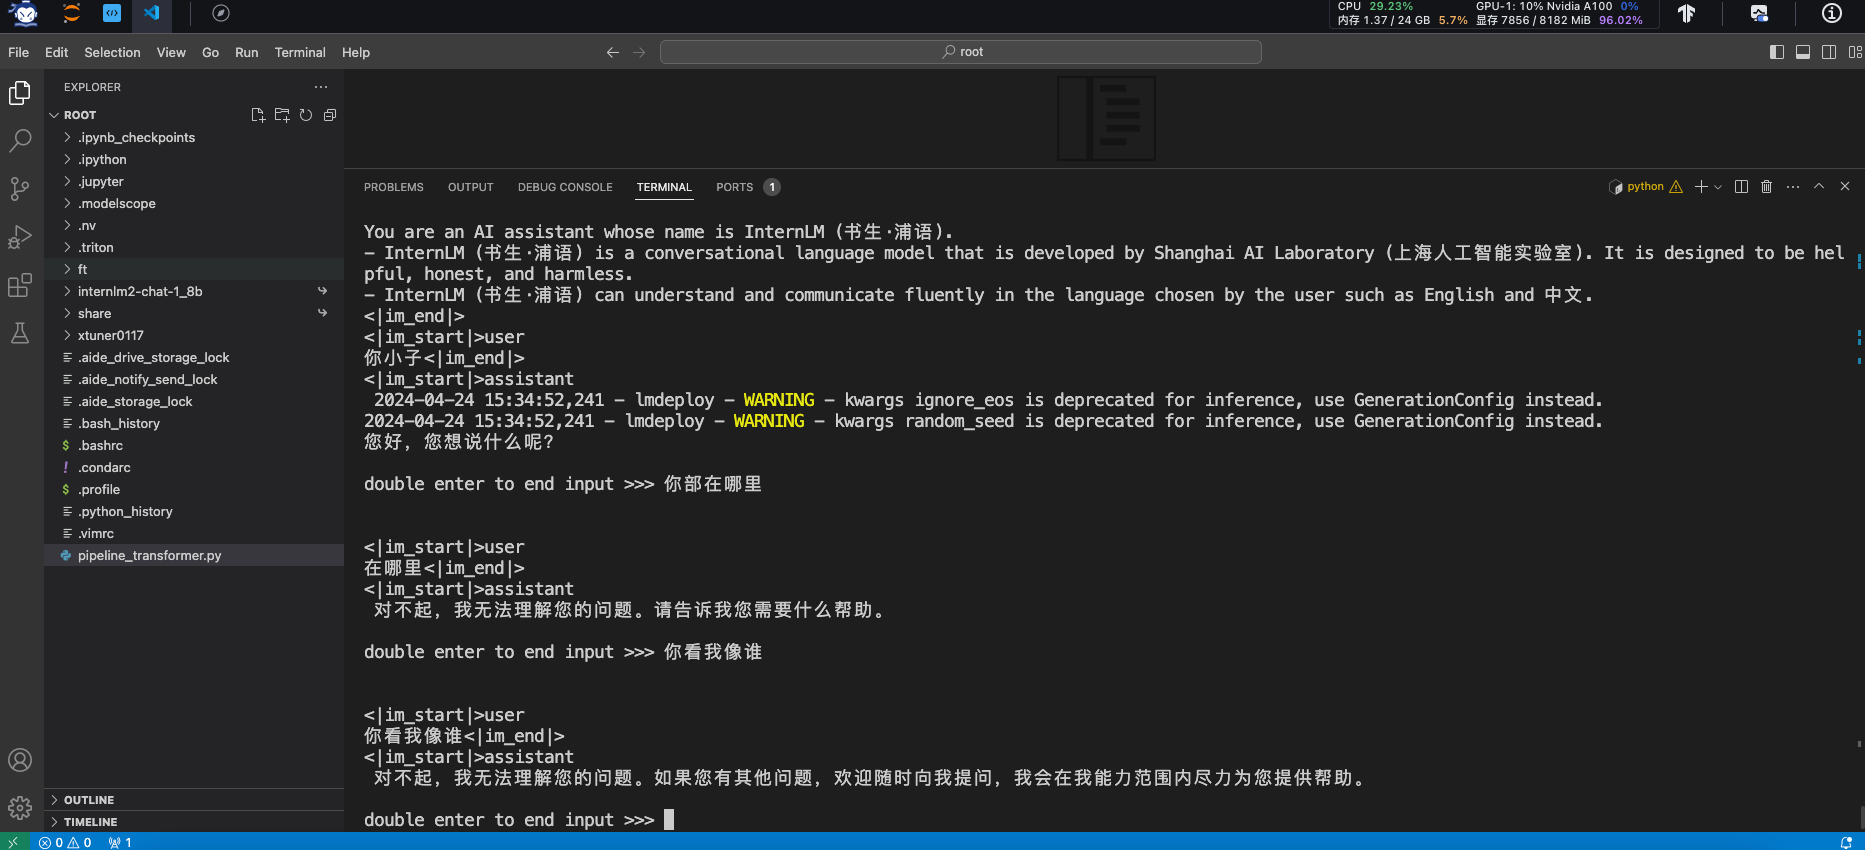 CPU 29.23% GPU-1: 10% Nvidia A100 0%
内存 1.37 / 24 GB 5.7% 显存 7856 / 8182 MiB 96.02%
File Edit Selection View Go Run Terminal Help
root
EXPLORER
ROOT
.ipynb_checkpoints
.ipython
.jupyter
.modelscope
.nv
.triton
ft
internlm2-chat-1_8b
share
xtuner0117
.aide_drive_storage_lock
.aide_notify_send_lock
.aide_storage_lock
.bash_history
.bashrc
.condarc
.profile
.python_history
.vimrc
pipeline_transformer.py
OUTLINE
TIMELINE
PROBLEMS OUTPUT DEBUG CONSOLE TERMINAL PORTS 1
python
You are an AI assistant whose name is InternLM (书生·浦语).
- InternLM (书生·浦语) is a conversational language model that is developed by Shanghai AI Laboratory (上海人工智能实验室). It is designed to be hel
pful, honest, and harmless.
- InternLM (书生·浦语) can understand and communicate fluently in the language chosen by the user such as English and 中文.
<|im_end|>
<|im_start|>user
你小子<|im_end|>
<|im_start|>assistant
2024-04-24 15:34:52,241 - lmdeploy - WARNING - kwargs ignore_eos is deprecated for inference, use GenerationConfig instead.
2024-04-24 15:34:52,241 - lmdeploy - WARNING - kwargs random_seed is deprecated for inference, use GenerationConfig instead.
您好，您想说什么呢？
double enter to end input >>> 你部在哪里
<|im_start|>user
在哪里<|im_end|>
<|im_start|>assistant
对不起，我无法理解您的问题。请告诉我您需要什么帮助。
double enter to end input >>> 你看我像谁
<|im_start|>user
你看我像谁<|im_end|>
<|im_start|>assistant
对不起，我无法理解您的问题。如果您有其他问题，欢迎随时向我提问，我会在我能力范围内尽力为您提供帮助。
double enter to end input >>>
0 0 1